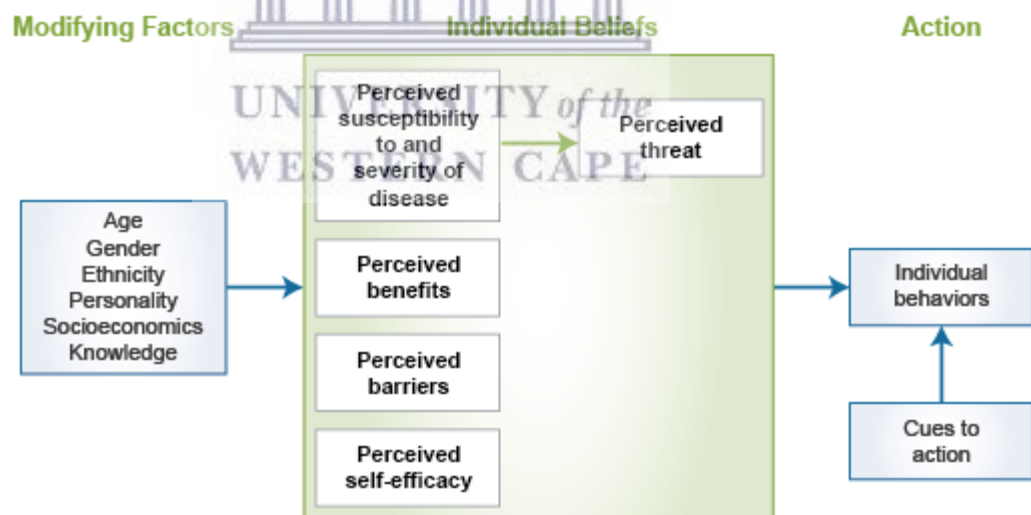 Modifying Factors
Individual Beliefs
Action
UNIVERSITY of the
WESTERN CAPE
Age
Gender
Ethnicity
Personality
Socioeconomics
Knowledge
Perceived
susceptibility
to and
severity of
disease
Perceived
threat
Perceived
benefits
Perceived
barriers
Perceived
self-efficacy
Individual
behaviors
Cues to
action